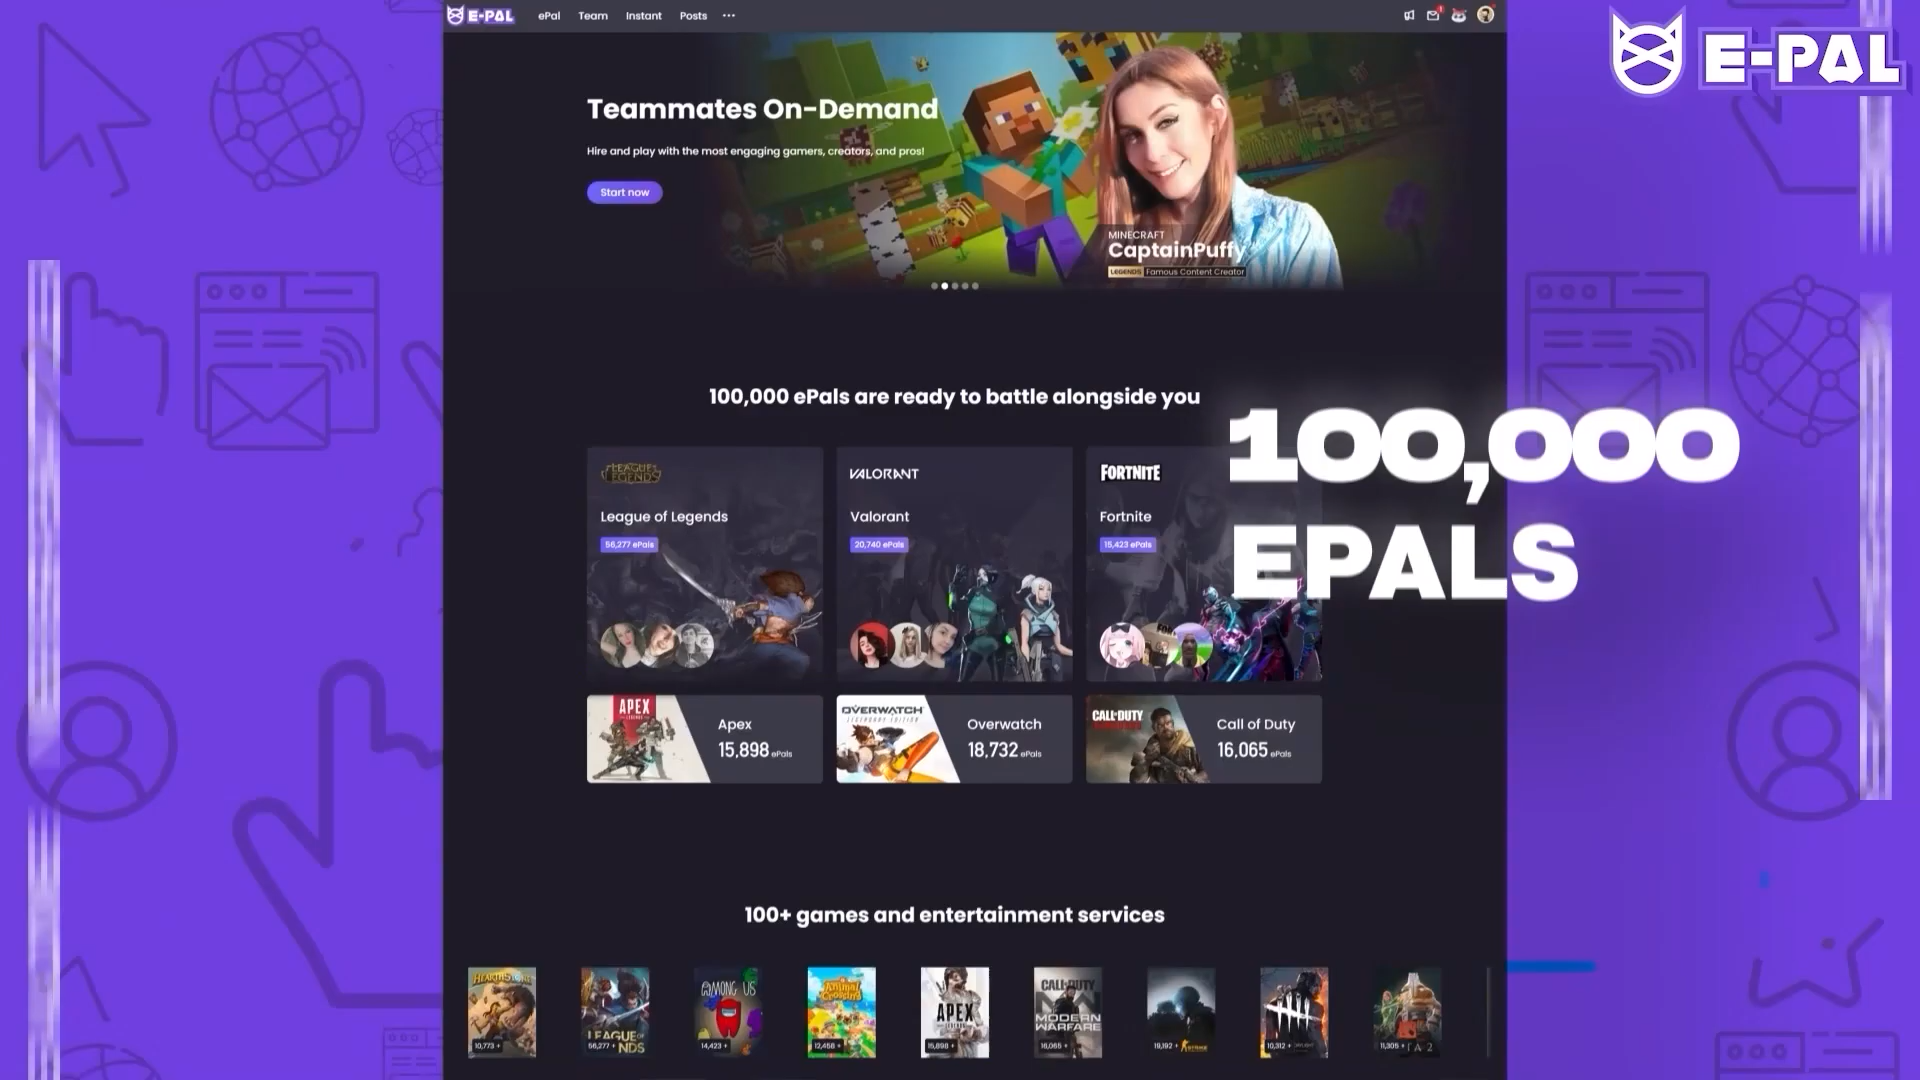 E-PAL
ePal Team Instant Posts
E-PAL
Teammates On-Demand
Hire and play with the most engaging gamers, creators, and pros!
Start now
MINECRAFT
CaptainPuffy
LEGENDS Famous Content Creator
100,000 ePals are ready to battle alongside you
100,000
EPALS
LEAGUE OF LEGENDS
VALORANT
FORTNITE
League of Legends
Valorant
Fortnite
56,277 ePals
20,740 ePals
15,423 ePals
APEX
LEGENDS
Apex
15,898 ePals
OVERWATCH
LEGENDARY EDITION
Overwatch
18,732 ePals
CALL OF DUTY
Call of Duty
16,065 ePals
100+ games and entertainment services
HEARTHSTONE
10,773 +
LEAGUE OF
56,277 +
AMONG US
14,423 +
Animal Crossing
12,458 +
APEX
LEGENDS
15,898 +
CALL OF DUTY
MODERN
WARFARE
16,065 +
19,192 +
10,312 +
11,305 +